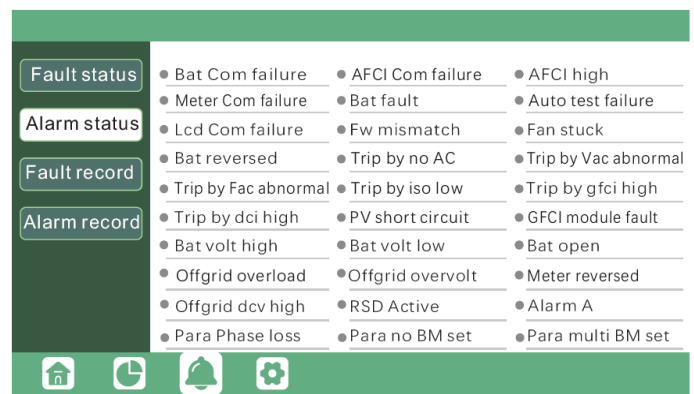 Fault status
Alarm status
Fault record
Alarm record
Bat Com failure AFCI Com failure AFCI high
Meter Com failure Bat fault Auto test failure
Lcd Com failure Fw mismatch Fan stuck
Bat reversed Trip by no AC Trip by Vac abnormal
Trip by Fac abnormal Trip by iso low Trip by gfci high
Trip by dci high PV short circuit GFCI module fault
Bat volt high Bat volt low Bat open
Offgrid overload Offgrid overvolt Meter reversed
Offgrid dcv high RSD Active Alarm A
Para Phase loss Para no BM set Para multi BM set